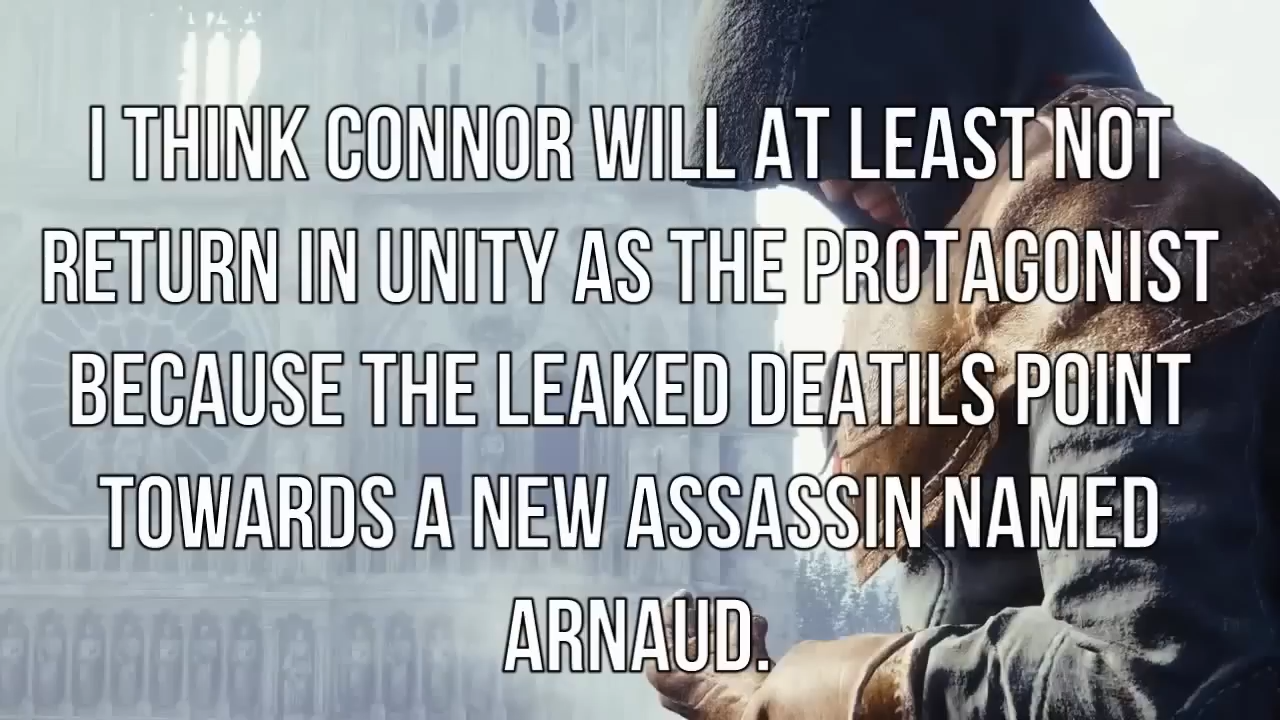 I THINK CONNOR WILL AT LEAST NOT
RETURN IN UNITY AS THE PROTAGONIST
BECAUSE THE LEAKED DEATILS POINT
TOWARDS A NEW ASSASSIN NAMED
ARNAUD.